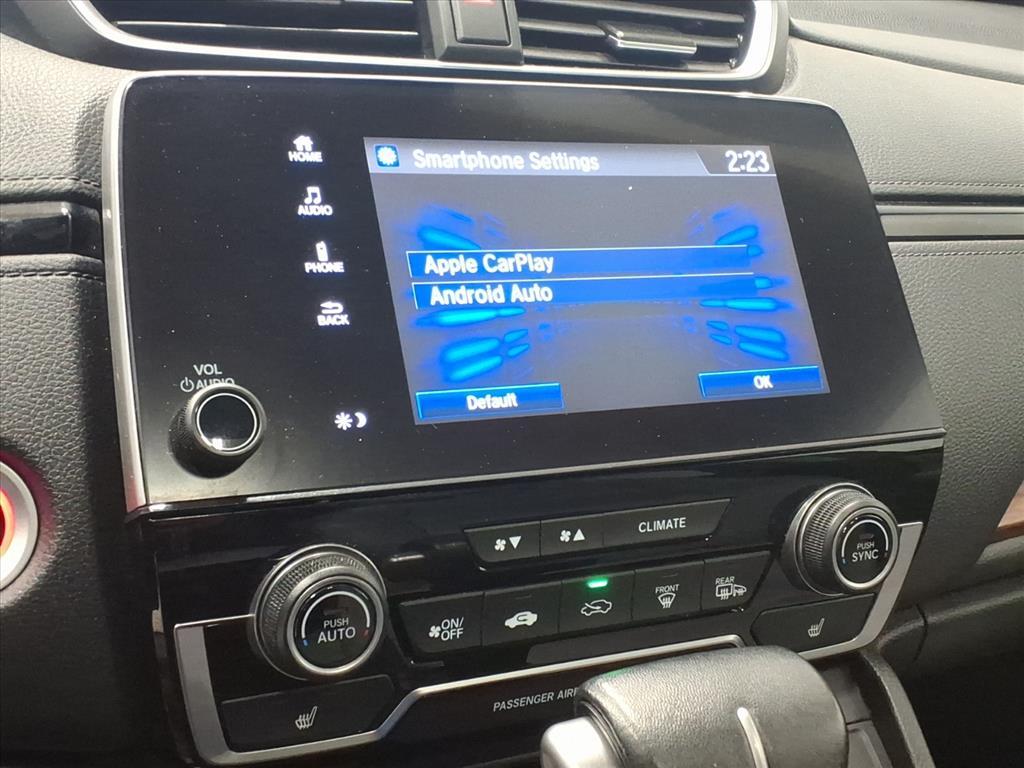 Smartphone Settings
2:23
HOME
AUDIO
PHONE
BACK
Apple CarPlay
Android Auto
Default
OK
VOL
AUDIO
CLIMATE
PUSH
SYNC
PUSH
AUTO
ON/
OFF
FRONT
REAR
PASSENGER